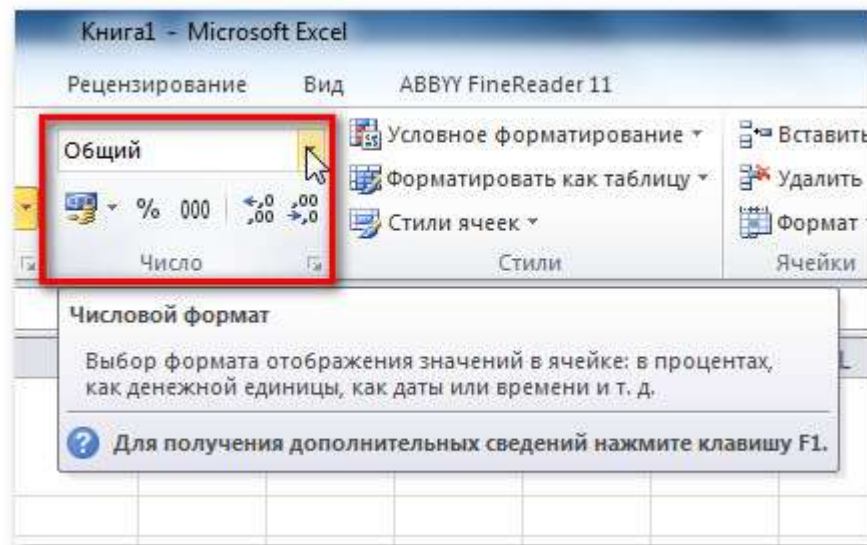 Книга1 - Microsoft Excel
Рецензирование Вид ABBYY FineReader 11
Общий Условное форматирование Вставить
Форматировать как таблицу Удалить
% 000 ,0 ,00 ,00 ,0 Стили ячеек Формат
Число Стили Ячейки
Числовой формат
L
Выбор формата отображения значений в ячейке: в процентах,
как денежной единицы, как даты или времени и т. д.
? Для получения дополнительных сведений нажмите клавишу F1.